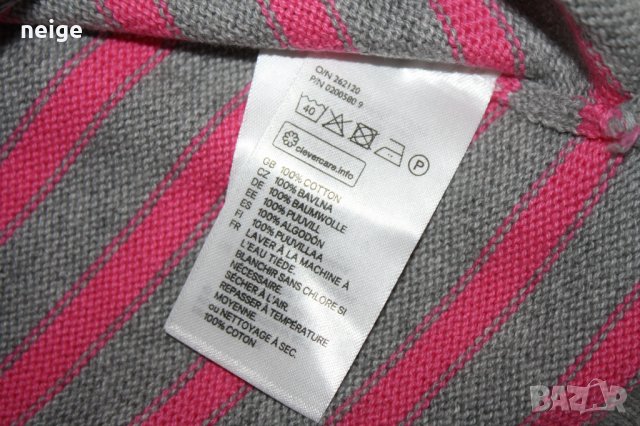 neige
O/N 262120
P/N 0200580 9
40
P
clevercare.info
GB 100% COTTON
CZ 100% BAVLNA
DE 100% BAUMWOLLE
EE 100% PUUVILL
ES 100% ALGODÓN
FI 100% PUUVILLAA
FR LAVER À LA MACHINE À
L'EAU TIÈDE.
BLANCHIR SANS CHLORE SI
NÉCESSAIRE.
SÉCHER À L'AIR.
REPASSER À TEMPÉRATURE
MOYENNE.
OU NETTOYAGE À SEC.
100% COTON
BAZAR